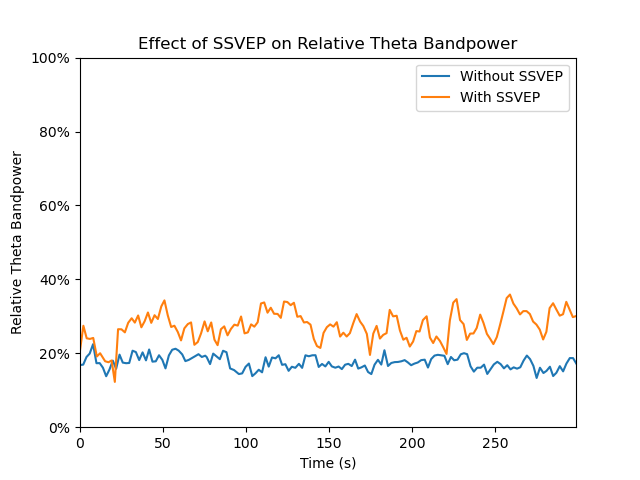 Effect of SSVEP on Relative Theta Bandpower
100%
80%
60%
40%
20%
0%
Relative Theta Bandpower
Without SSVEP
With SSVEP
0
50
100
150
200
250
Time (s)